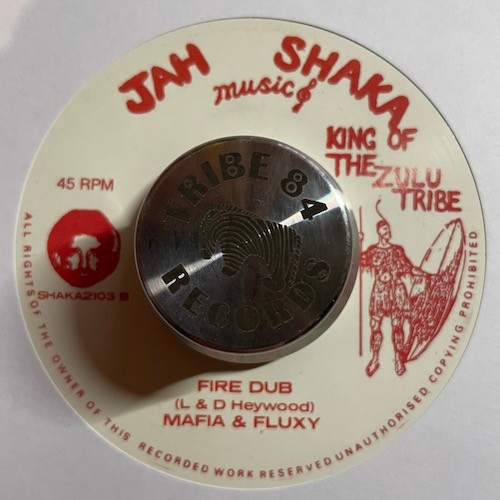 JAH SHAKA
music
KING OF
THE ZULU
TRIBE
45 RPM
SHAKA2103 B
TRIBE 84
RECORDS
FIRE DUB
(L & D Heywood)
MAFIA & FLUXY
ALL RIGHTS OF THE OWNER OF THIS RECORDED WORK RESERVED UNAUTHORISED COPYING PROHIBITED